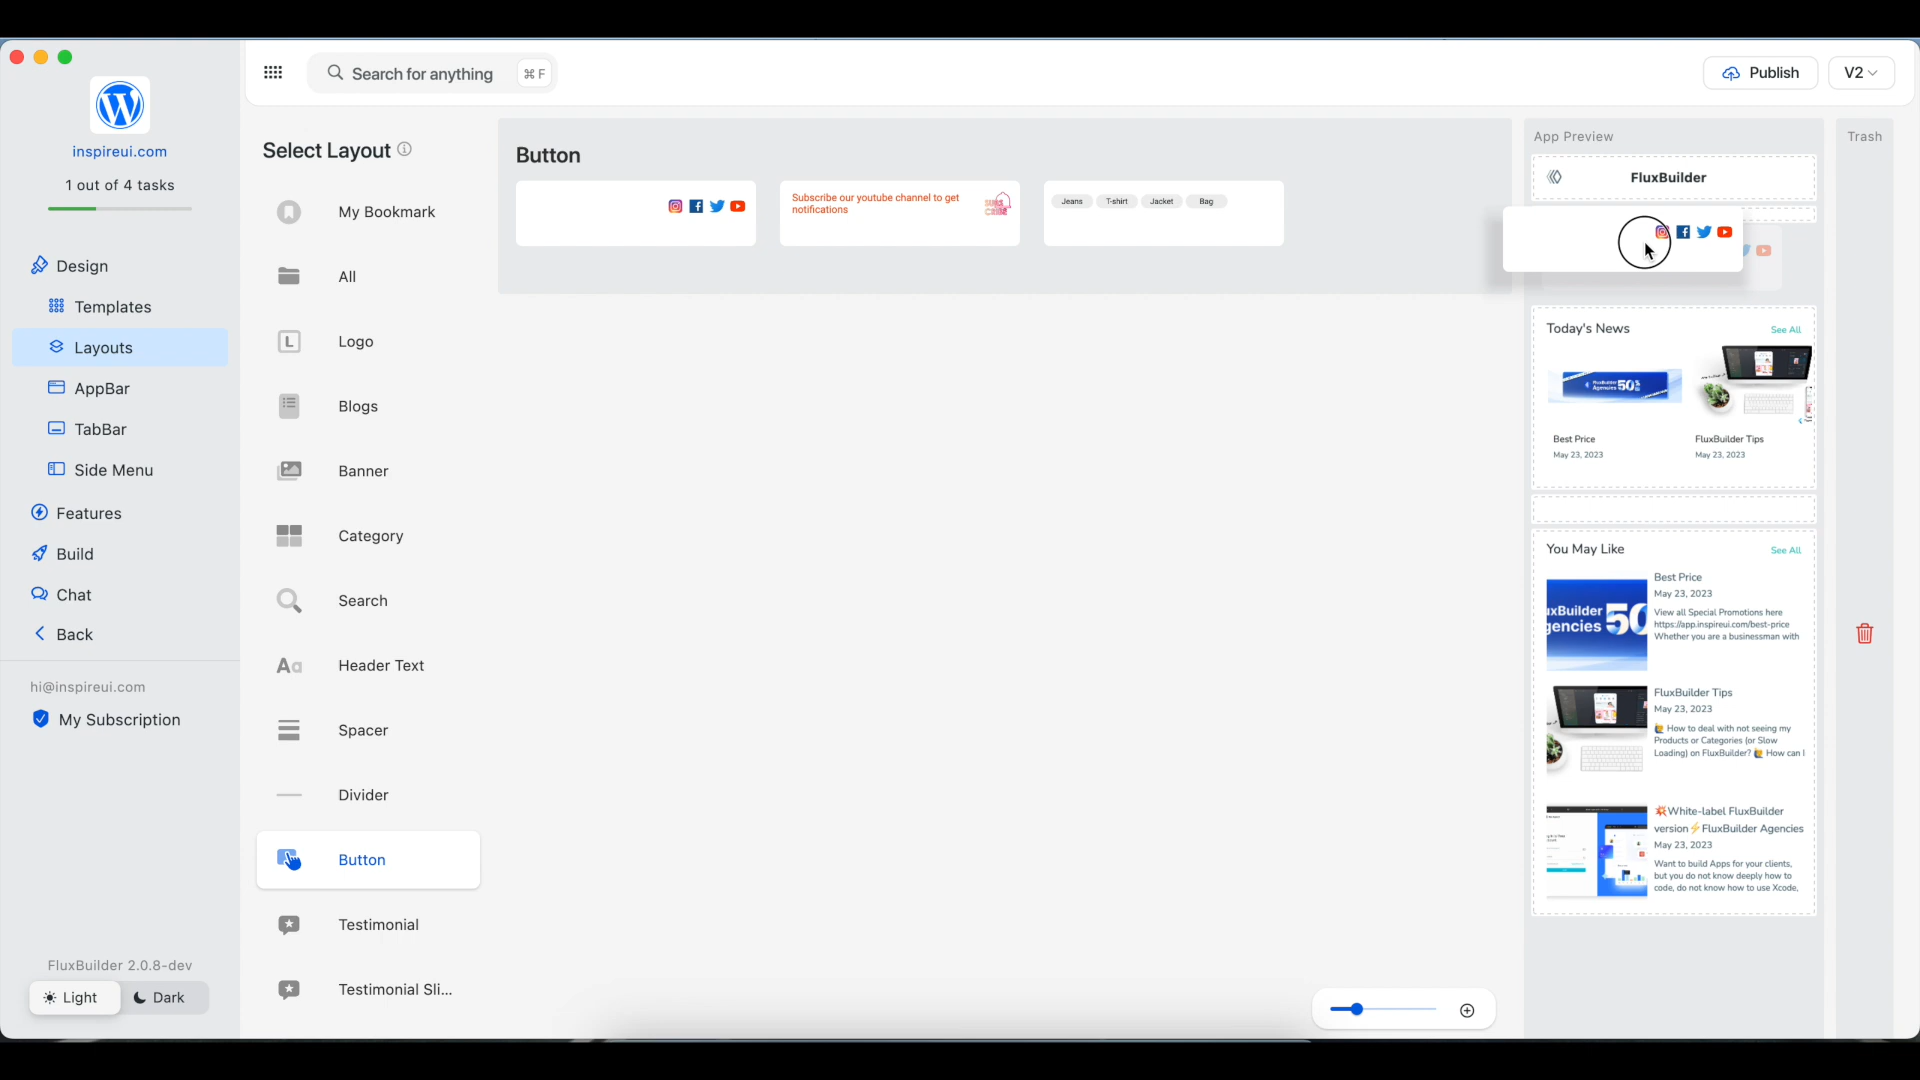 inspireui.com
1 out of 4 tasks
Design
Templates
Layouts
AppBar
TabBar
Side Menu
Features
Build
Chat
Back
hi@inspireui.com
My Subscription
FluxBuilder 2.0.8-dev
Light
Dark
Search for anything
⌘ F
Publish
V2
Select Layout
My Bookmark
All
Logo
Blogs
Banner
Category
Search
Header Text
Spacer
Divider
Button
Testimonial
Testimonial Sli...
Button
Subscribe our youtube channel to get
notifications
Jeans
T-shirt
Jacket
Bag
App Preview
FluxBuilder
Today's News
See All
Best Price
May 23, 2023
FluxBuilder Tips
May 23, 2023
You May Like
See All
Best Price
May 23, 2023
View all Special Promotions here
https://app.inspireui.com/best-price
Whether you are a businessman with
FluxBuilder Tips
May 23, 2023
🙋 How to deal with not seeing my
Products or Categories (or Slow
Loading) on FluxBuilder? 🙋 How can I
💥White-label FluxBuilder
version⚡FluxBuilder Agencies
May 23, 2023
Want to build Apps for your clients,
but you do not know deeply how to
code, do not know how to use Xcode,
Trash